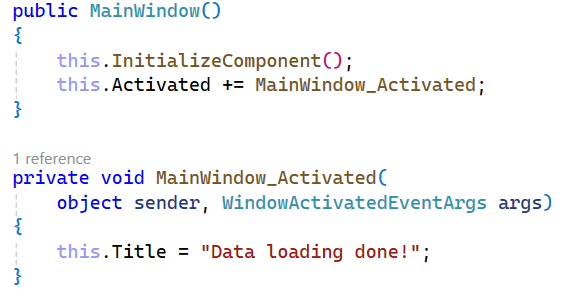 public MainWindow()
{
    this.InitializeComponent();
    this.Activated += MainWindow_Activated;
}
1 reference
private void MainWindow_Activated(
    object sender, WindowActivatedEventArgs args)
{
    this.Title = "Data loading done!";
}